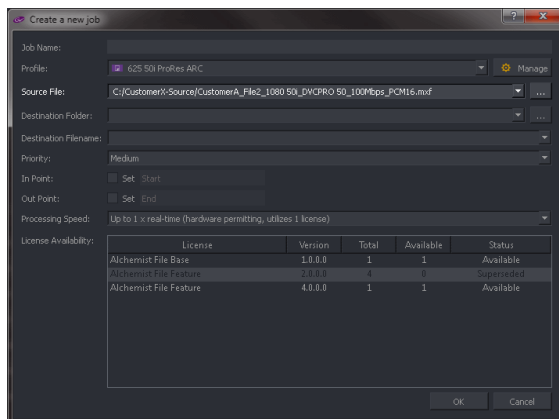 Create a new job
Job Name:
Profile: 625 50i ProRes ARC Manage
Source File: C:/CustomerX-Source/CustomerA_File2_1080 50i_DVCPRO 50_100Mbps_PCM16.mxf ...
Destination Folder: ...
Destination Filename:
Priority: Medium
In Point: Set Start
Out Point: Set End
Processing Speed: Up to 1 x real-time (hardware permitting, utilizes 1 license)
License Availability:
License Version Total Available Status
Alchemist File Base 1.0.0.0 1 1 Available
Alchemist File Feature 2.0.0.0 4 0 Superseded
Alchemist File Feature 4.0.0.0 1 1 Available
OK Cancel